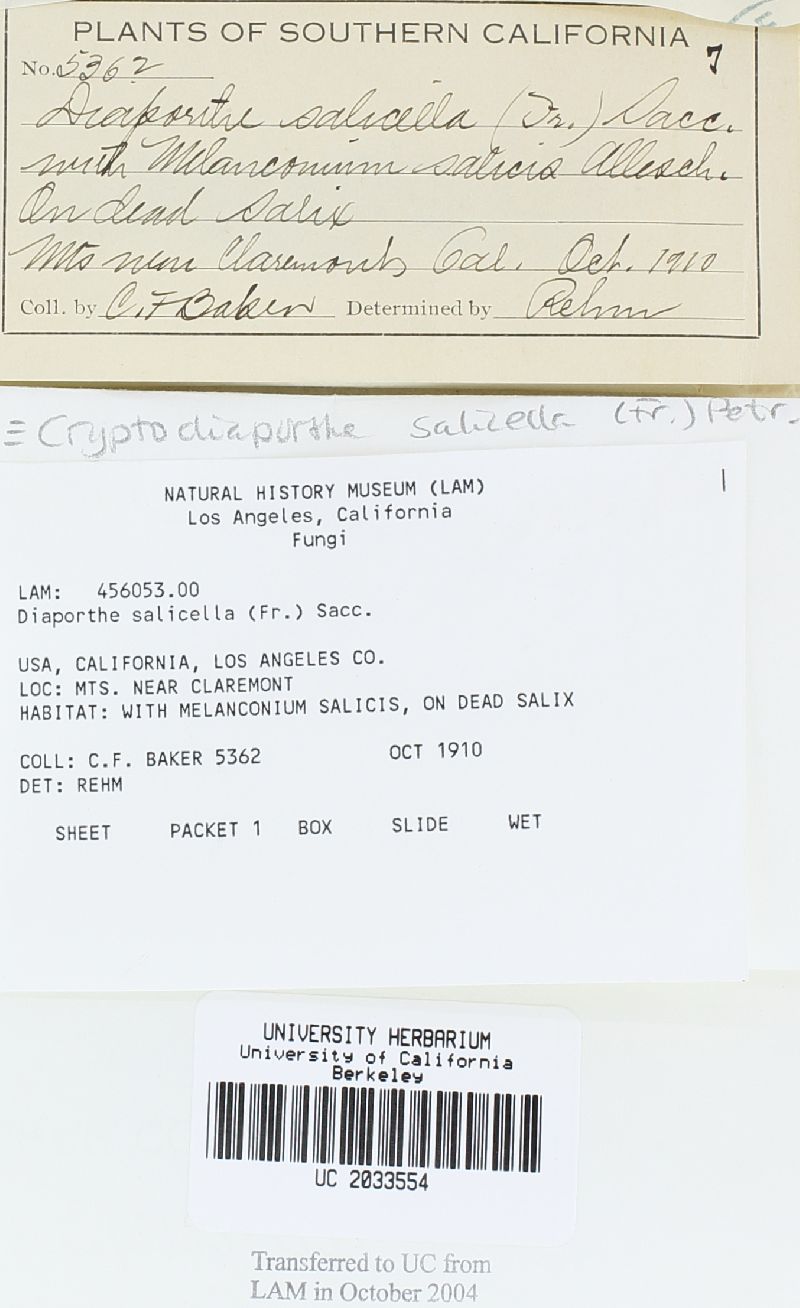 PLANTS OF SOUTHERN CALIFORNIA
7
No. 5362
Diaporthe salicella (Fr.) Sacc.
with Melanconium salicis Allesch.
On dead Salix
Mts near Claremont, Cal. Oct. 1910
Coll. by C. F. Baker Determined by Rehm
≡ Cryptodiaporthe salicella (Fr.) Petr.
NATURAL HISTORY MUSEUM (LAM)
Los Angeles, California
Fungi
LAM: 456053.00
Diaporthe salicella (Fr.) Sacc.
USA, CALIFORNIA, LOS ANGELES CO.
LOC: MTS. NEAR CLAREMONT
HABITAT: WITH MELANCONIUM SALICIS, ON DEAD SALIX
COLL: C.F. BAKER 5362 OCT 1910
DET: REHM
SHEET PACKET 1 BOX SLIDE WET
UNIVERSITY HERBARIUM
University of California
Berkeley
UC 2033554
Transferred to UC from
LAM in October 2004